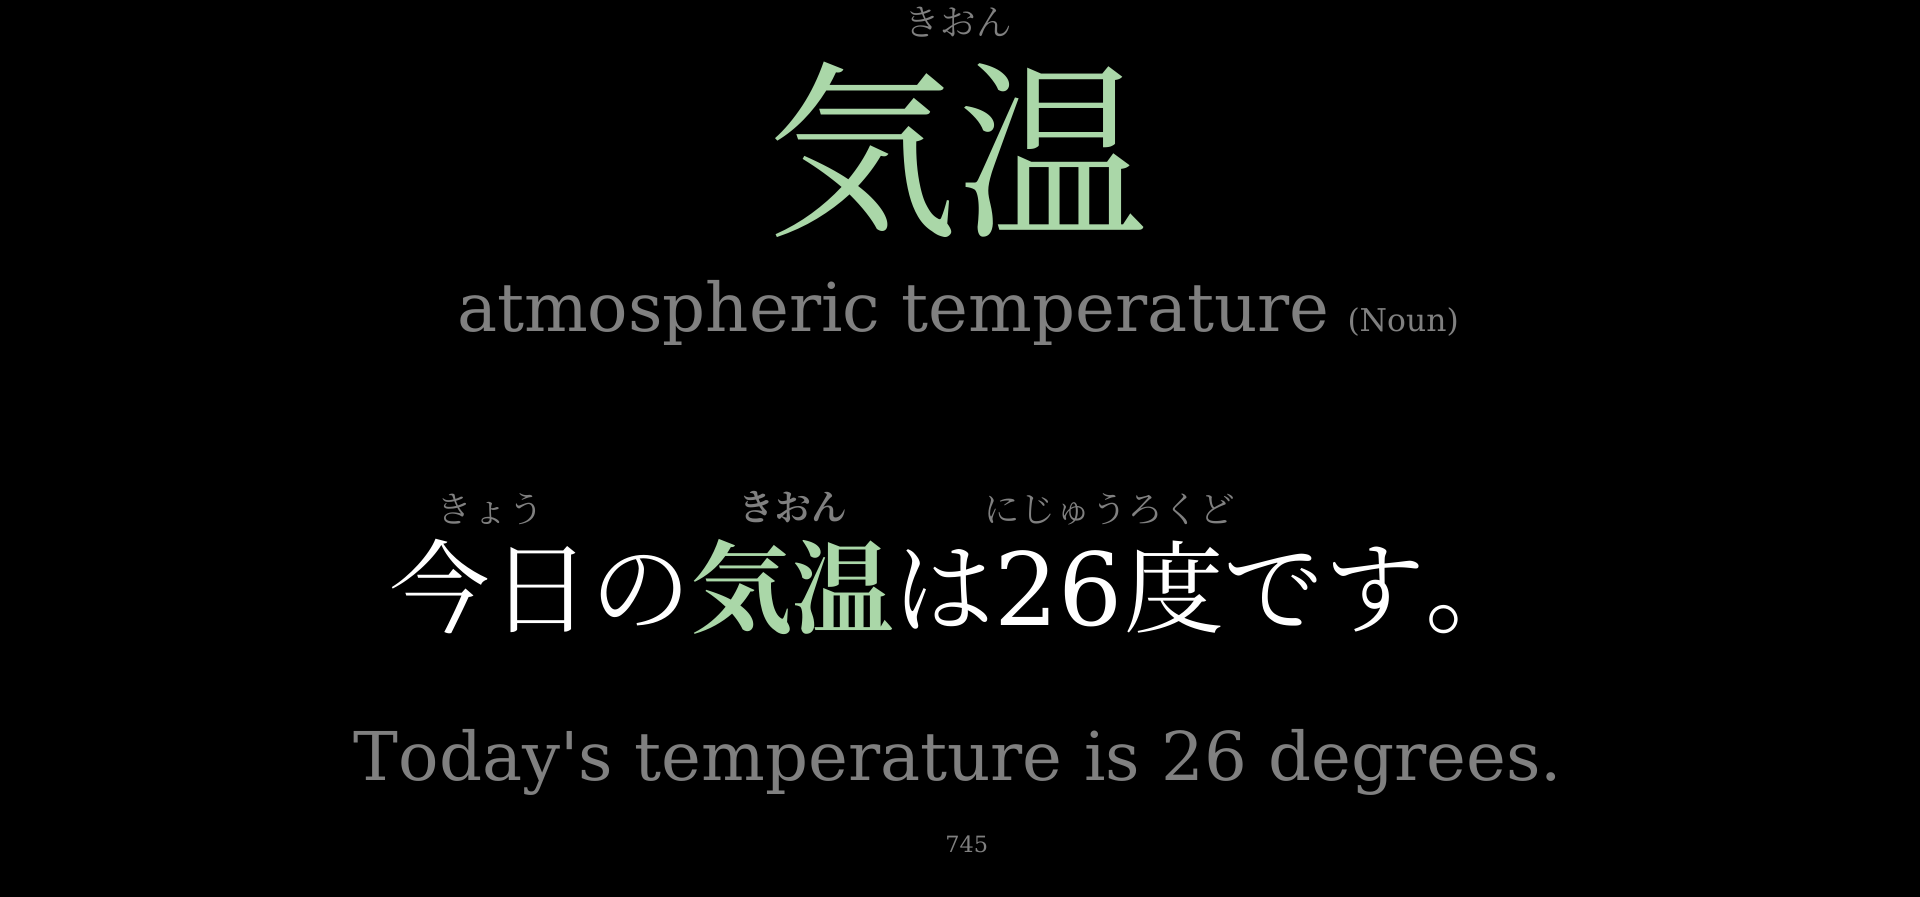 きおん
気温
atmospheric temperature (Noun)
きょう きおん にじゅうろくど
今日の気温は26度です。
Today's temperature is 26 degrees.
745